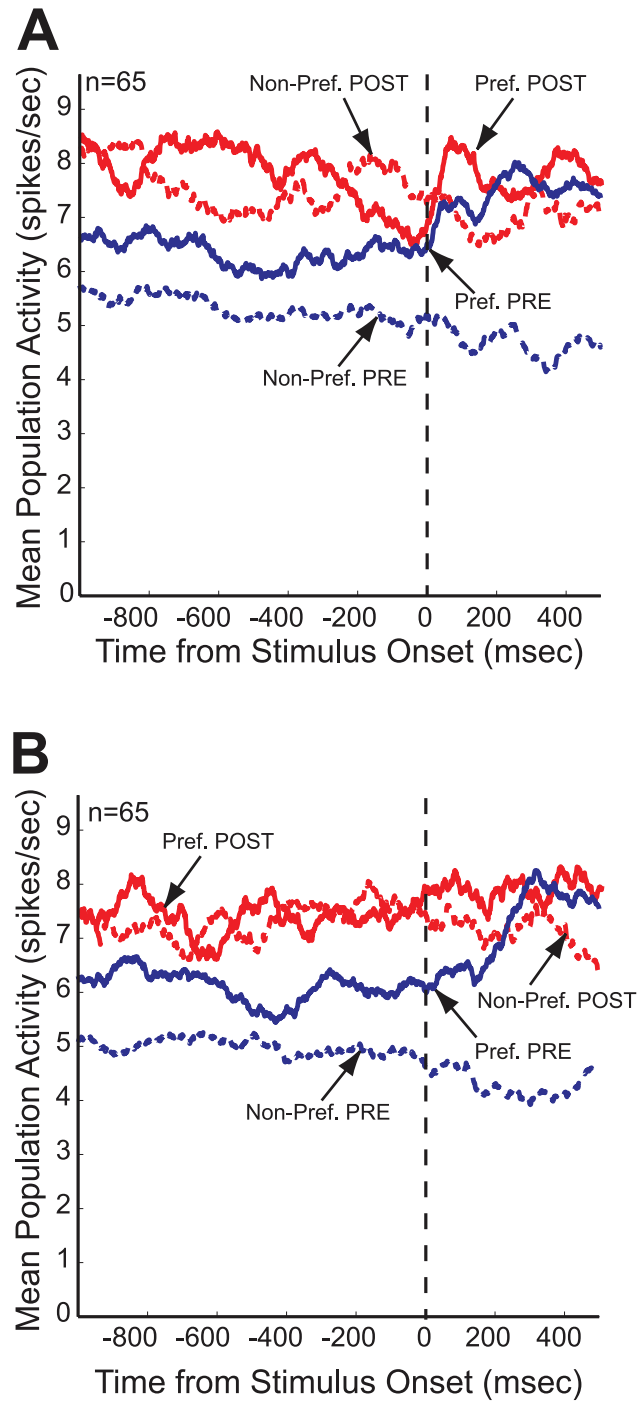 A
n=65
Non-Pref. POST
Pref. POST
Pref. PRE
Non-Pref. PRE
Mean Population Activity (spikes/sec)
9
8
7
6
5
4
3
2
1
0
-800 -600 -400 -200 0 200 400
Time from Stimulus Onset (msec)
B
n=65
Pref. POST
Non-Pref. POST
Pref. PRE
Non-Pref. PRE
Mean Population Activity (spikes/sec)
9
8
7
6
5
4
3
2
1
0
-800 -600 -400 -200 0 200 400
Time from Stimulus Onset (msec)